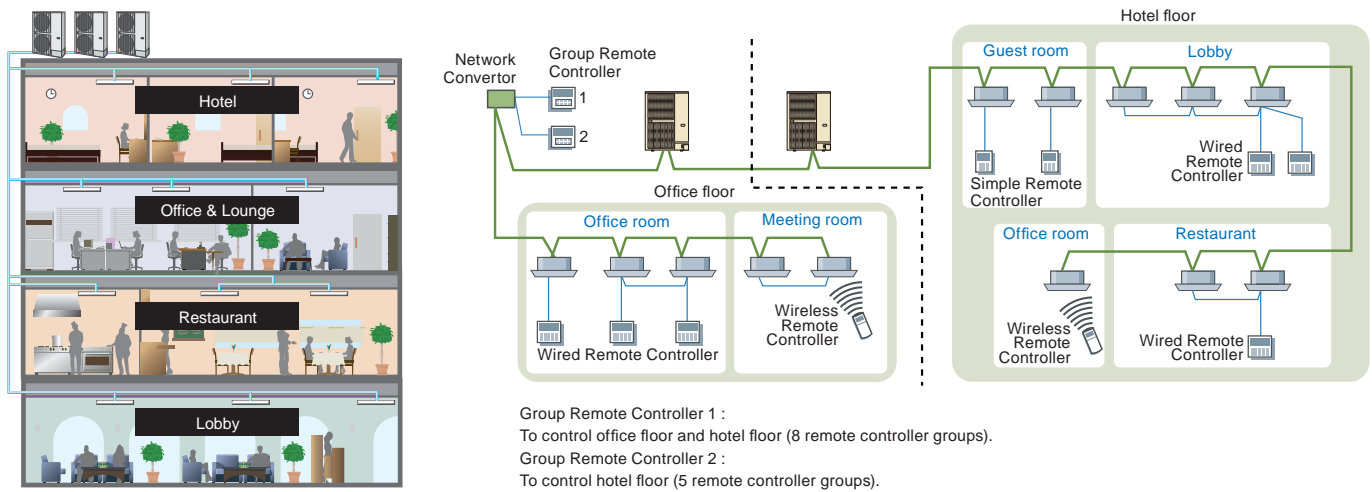 Hotel
Office & Lounge
Restaurant
Lobby
Network
Convertor
Group Remote
Controller
1
2
Office floor
Office room
Meeting room
Wired Remote Controller
Wireless
Remote
Controller
Hotel floor
Guest room
Lobby
Simple Remote
Controller
Wired
Remote
Controller
Office room
Restaurant
Wireless
Remote
Controller
Wired Remote
Controller
Group Remote Controller 1 :
To control office floor and hotel floor (8 remote controller groups).
Group Remote Controller 2 :
To control hotel floor (5 remote controller groups).